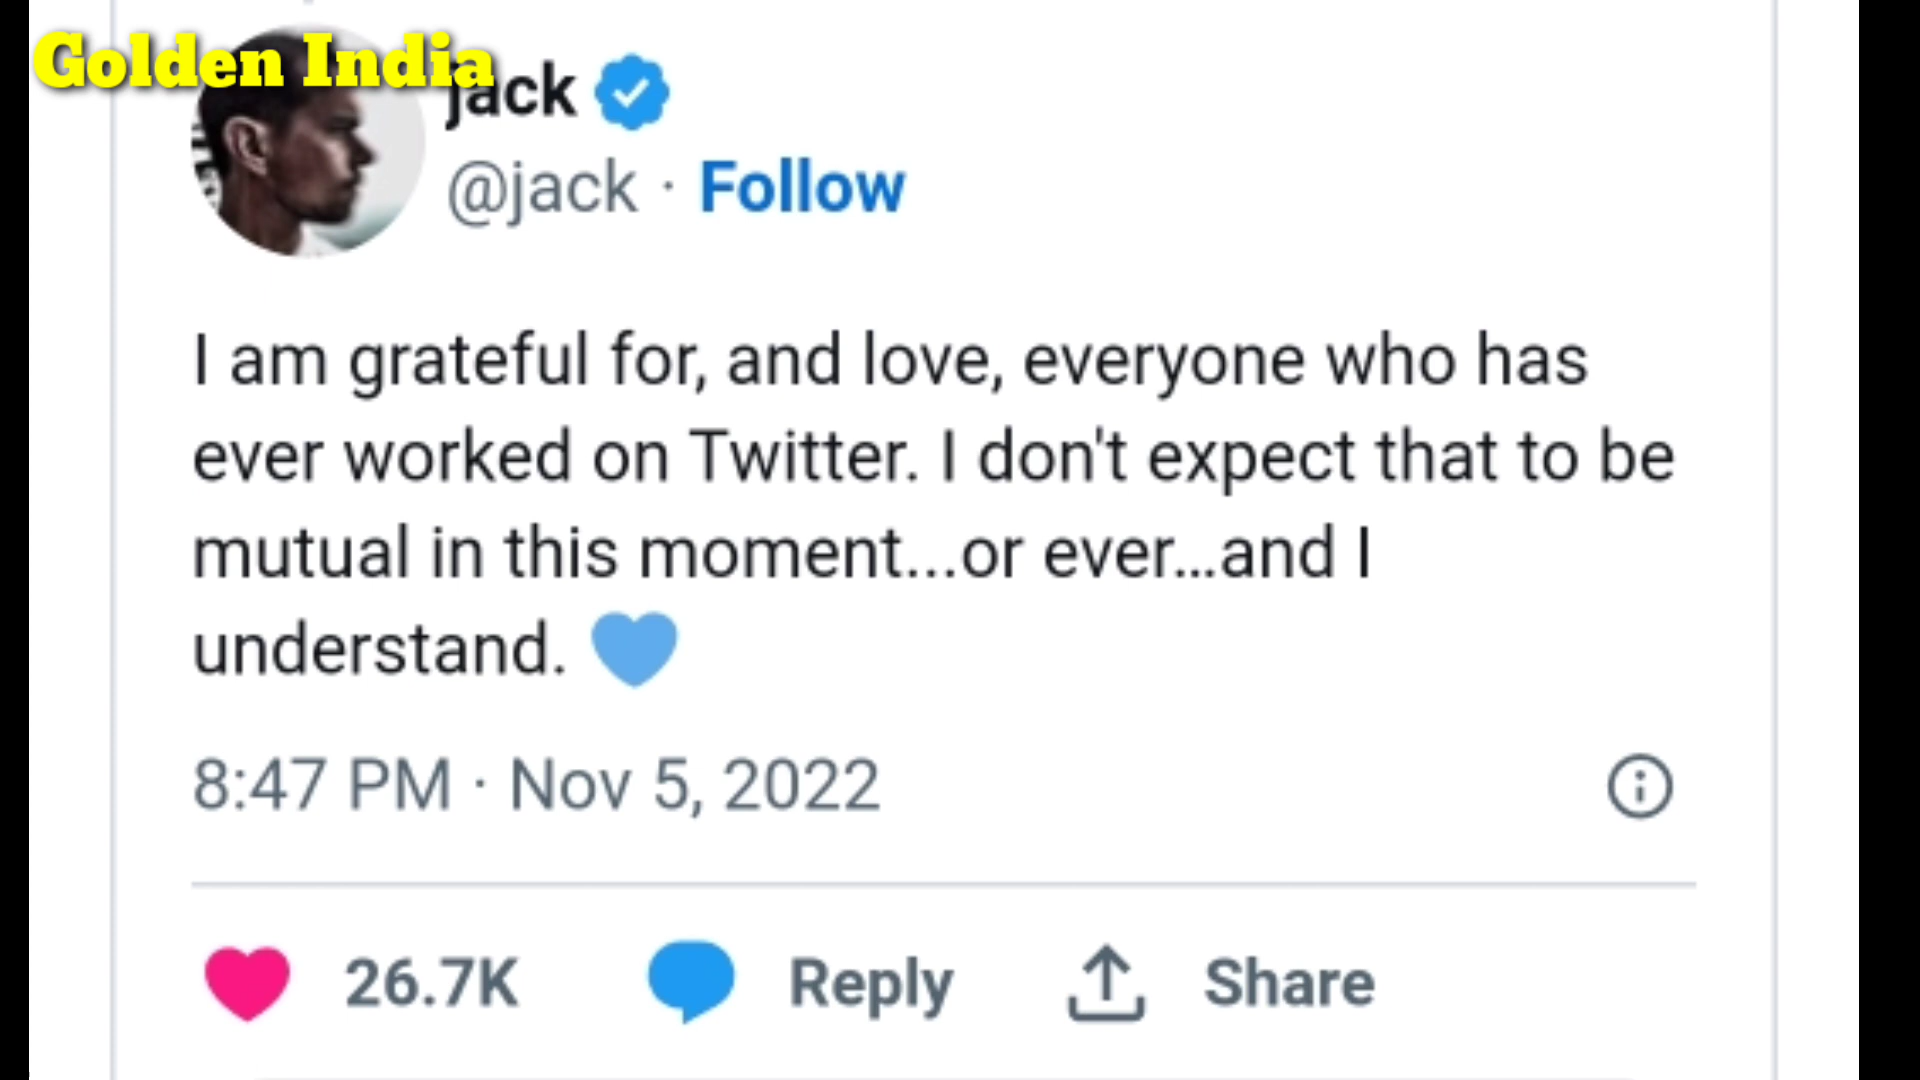 Golden India
jack
@jack · Follow
I am grateful for, and love, everyone who has
ever worked on Twitter. I don't expect that to be
mutual in this moment...or ever…and I
understand. 💙
8:47 PM · Nov 5, 2022
26.7K Reply Share